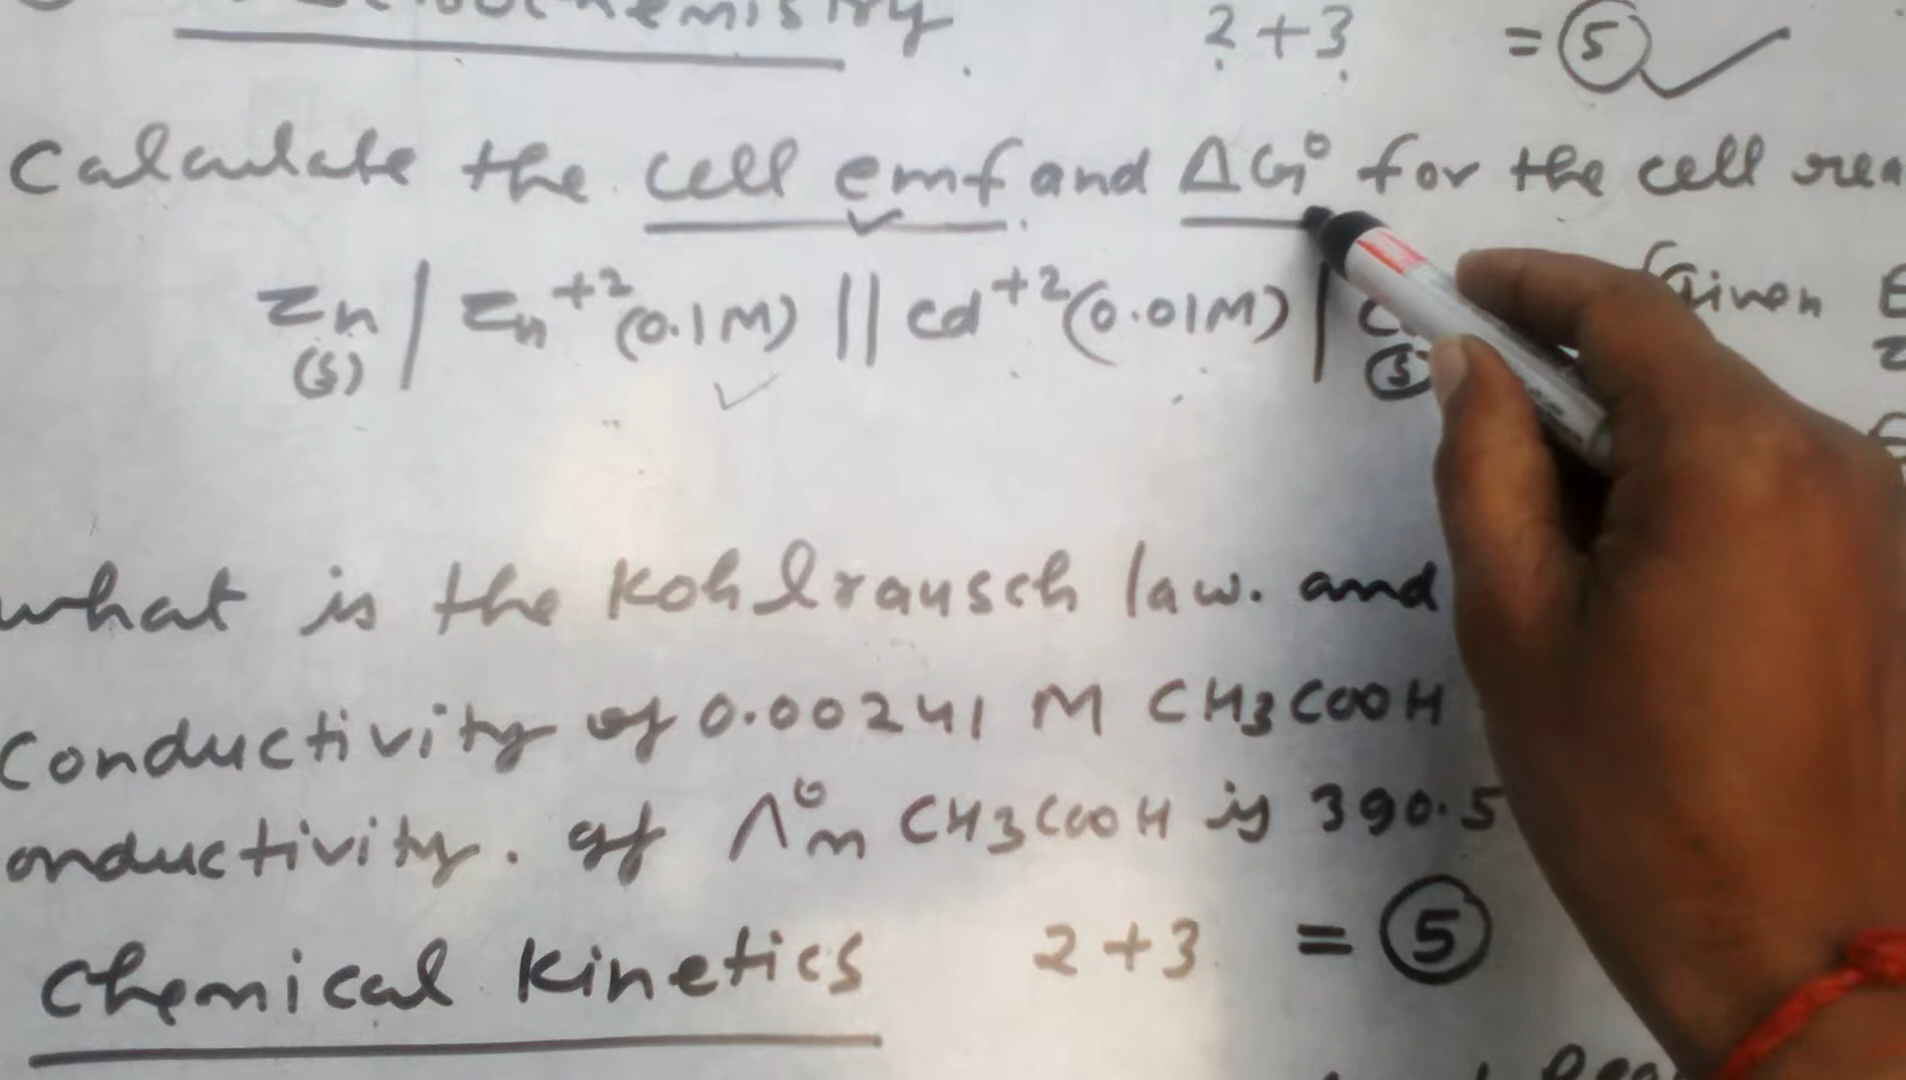 2+3 = 5
Calculate the cell emf and ΔG° for the cell
Zn(s) | Zn+2(0.1M) || Cd+2(0.01M) | (s) Given
what is the Kohlrausch law. and
Conductivity of 0.00241 M CH3COOH
onductivity. of Λ°m CH3COOH is 390.5
Chemical Kinetics 2+3 = 5